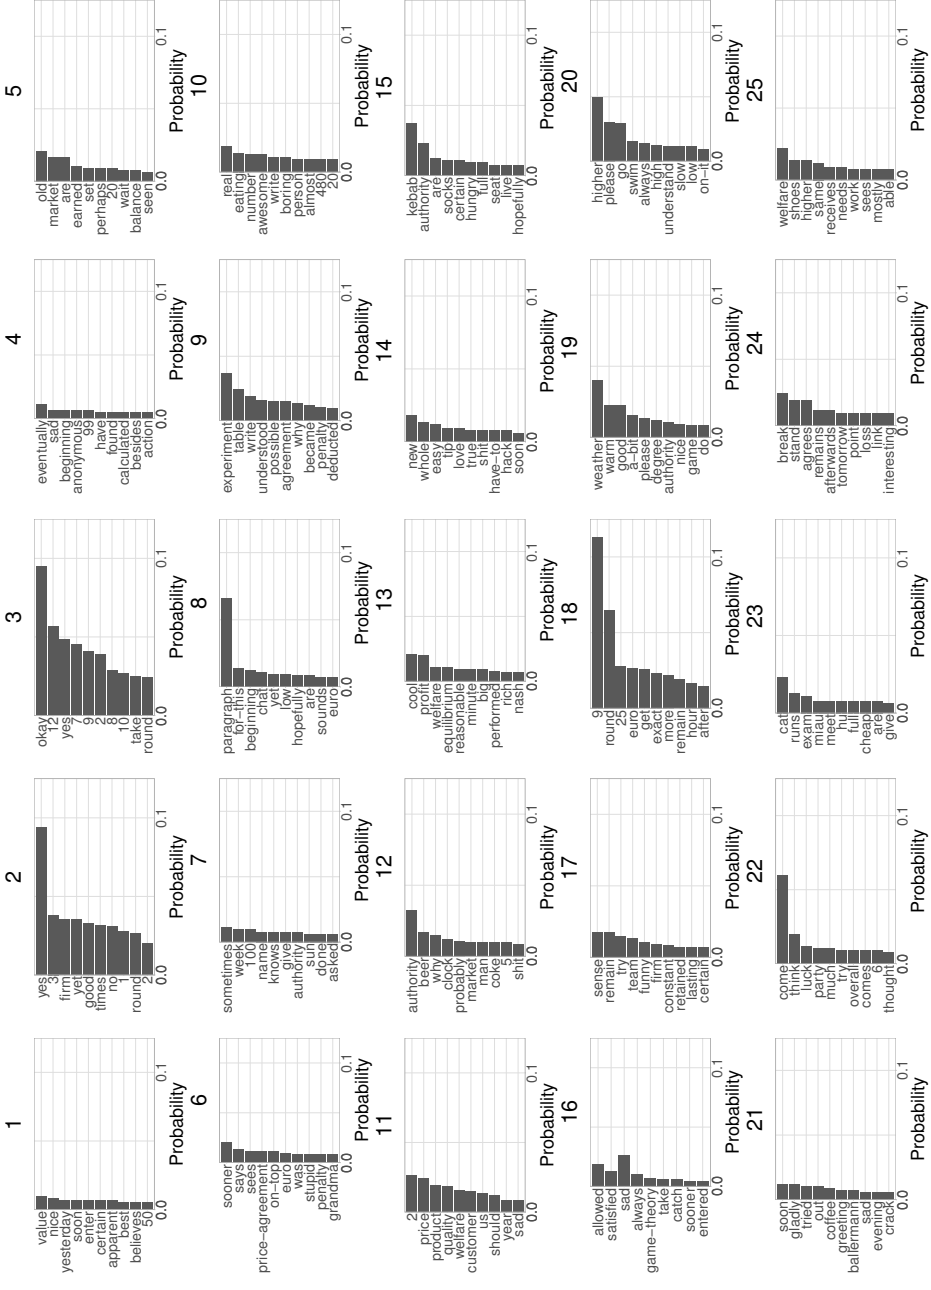 1
value
nice
yesterday
soon
enter
certain
apparent
best
believes
50
0.0
0.1
Probability
2
yes
3
firm
yet
good
times
no
1
round
2
0.0
0.1
Probability
3
okay
12
yes
7
9
2
8
10
take
round
0.0
0.1
Probability
4
eventually
sad
beginning
anonymous
99
have
found
calculated
besides
action
0.0
0.1
Probability
5
old
market
are
earned
set
perhaps
20
wait
balance
seen
0.0
0.1
Probability
6
sooner
says
sees
price−agreement
on−top
euro
was
stupid
penalty
grandma
0.0
0.1
Probability
7
sometimes
week
100
name
knows
give
authority
sun
done
asked
0.0
0.1
Probability
8
paragraph
for−this
beginning
chat
yet
low
hopefully
are
sounds
euro
0.0
0.1
Probability
9
experiment
table
write
understood
possible
agreement
why
became
penalty
deducted
0.0
0.1
Probability
10
real
eating
number
awesome
write
boring
person
almost
480
20
0.0
0.1
Probability
11
2
price
product
quality
welfare
customer
us
should
year
sad
0.0
0.1
Probability
12
authority
beer
why
clock
probably
market
man
coke
5
shit
0.0
0.1
Probability
13
cool
profit
welfare
equilibrium
reasonable
minute
big
performed
rich
nash
0.0
0.1
Probability
14
new
whole
easy
tip
love
true
shit
have−to
hack
soon
0.0
0.1
Probability
15
kebab
authority
are
socks
certain
hungry
full
seat
live
hopefully
0.0
0.1
Probability
16
allowed
satisfied
sad
always
game−theory
take
catch
sooner
entered
0.0
0.1
Probability
17
sense
remain
try
team
funny
firm
constant
retained
lasting
certain
0.0
0.1
Probability
18
9
round
25
euro
get
exact
more
remain
hour
after
0.0
0.1
Probability
19
weather
warm
good
a−bit
please
degree
authority
nice
game
do
0.0
0.1
Probability
20
higher
please
go
swim
always
high
understand
slow
low
on−it
0.0
0.1
Probability
21
soon
gladly
tried
out
coffee
greeting
ballermann
sad
evening
crack
0.0
0.1
Probability
22
come
think
luck
party
much
try
overall
comes
6
thought
0.0
0.1
Probability
23
cat
runs
exam
miau
meet
hui
full
cheap
are
give
0.0
0.1
Probability
24
break
stand
agrees
remains
afterwards
tomorrow
point
loss
link
interesting
0.0
0.1
Probability
25
welfare
shoes
higher
same
receives
needs
work
sees
mostly
able
0.0
0.1
Probability